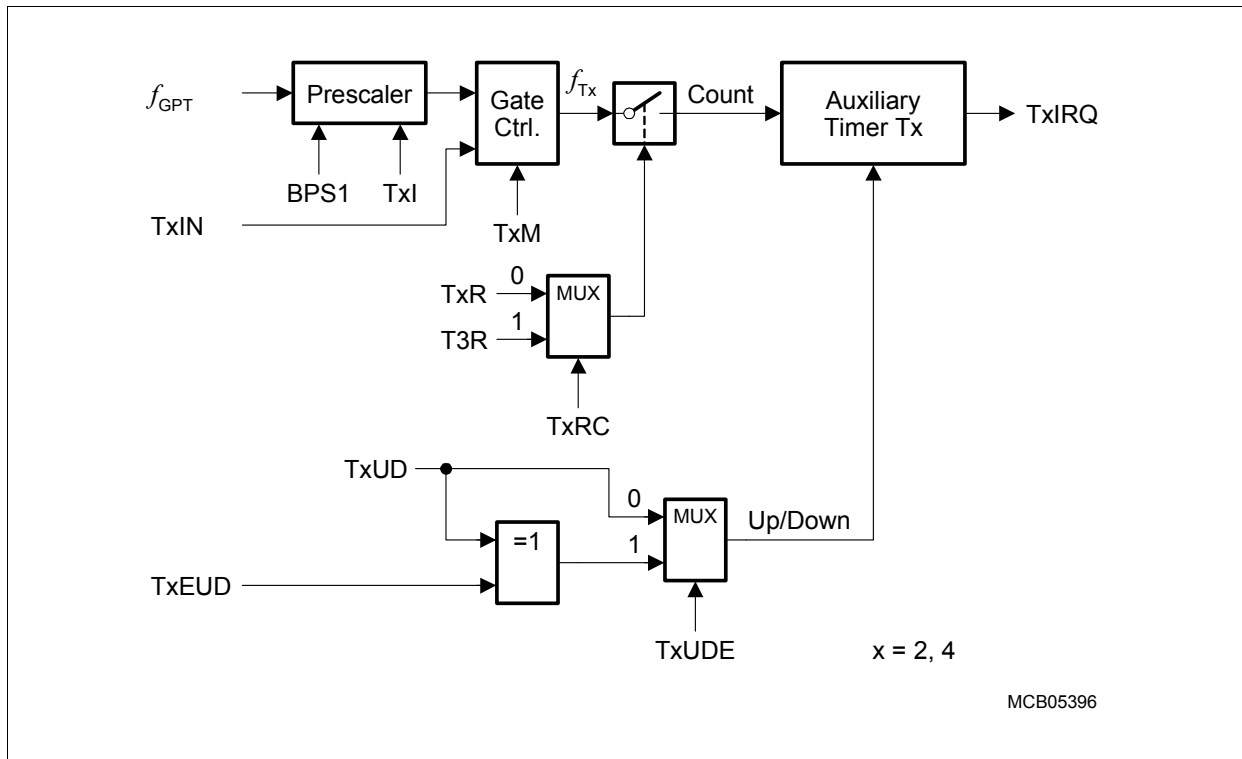 fGPT
Prescaler
Gate
Ctrl.
fTx
Count
Auxiliary
Timer Tx
TxIRQ
BPS1
TxI
TxIN
TxM
TxR
0
MUX
T3R
1
TxRC
TxUD
0
MUX
Up/Down
=1
1
TxEUD
TxUDE
x = 2, 4
MCB05396